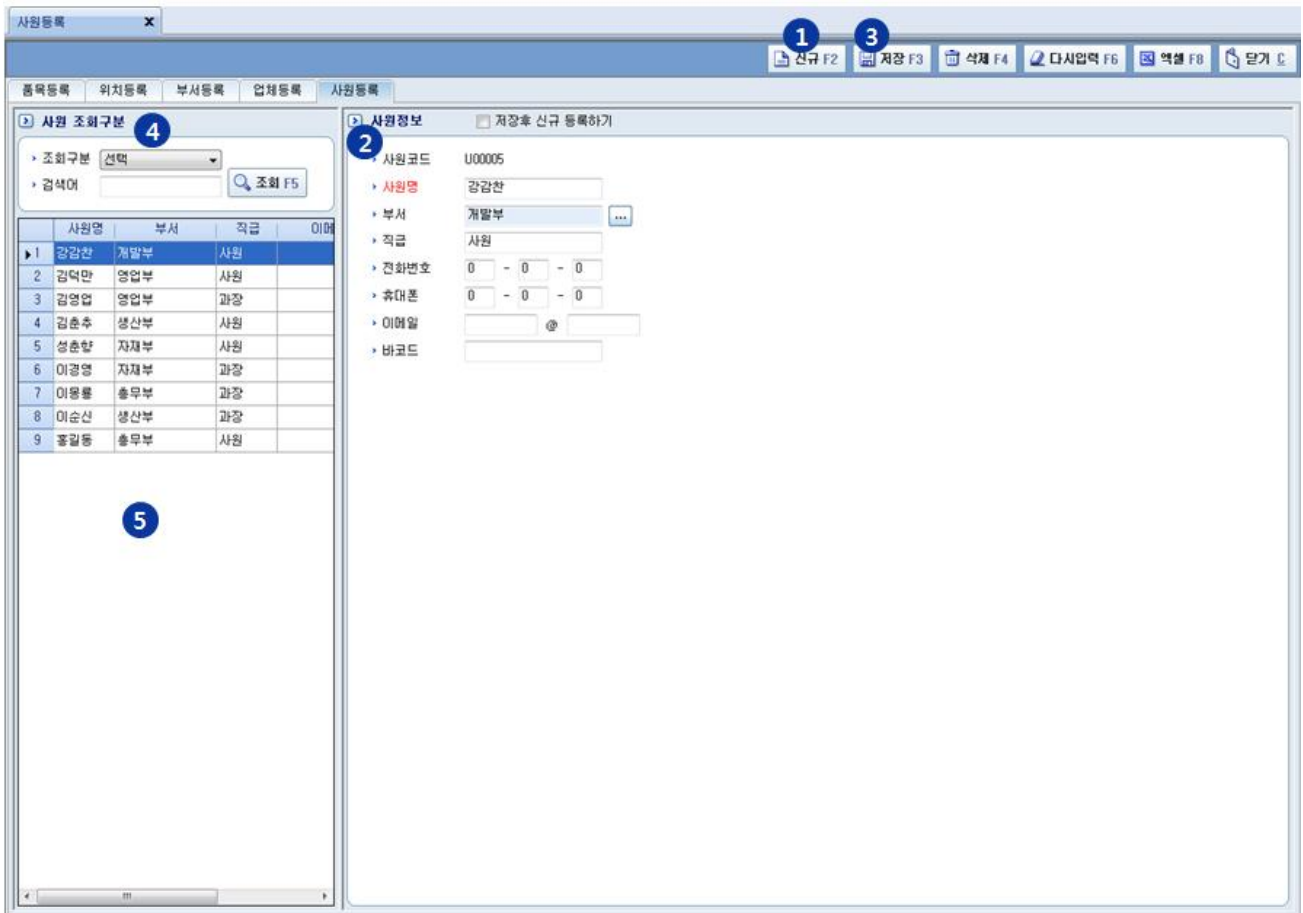 사원등록 x
1 3
신규 F2 저장 F3 삭제 F4 다시입력 F6 엑셀 F8 닫기 C
품목등록 위치등록 부서등록 업체등록 사원등록
사원 조회구분
4
조회구분 선택
검색어 조회 F5
사원명 부서 직급 이메
1 강감찬 개발부 사원
2 김덕만 영업부 사원
3 김영업 영업부 과장
4 김춘추 생산부 사원
5 성춘향 자재부 사원
6 이경영 자재부 과장
7 이몽룡 총무부 과장
8 이순신 생산부 과장
9 홍길동 총무부 사원
5
사원정보 저장후 신규 등록하기
2
사원코드 U00005
사원명 강감찬
부서 개발부 ...
직급 사원
전화번호 0 - 0 - 0
휴대폰 0 - 0 - 0
이메일 @
바코드